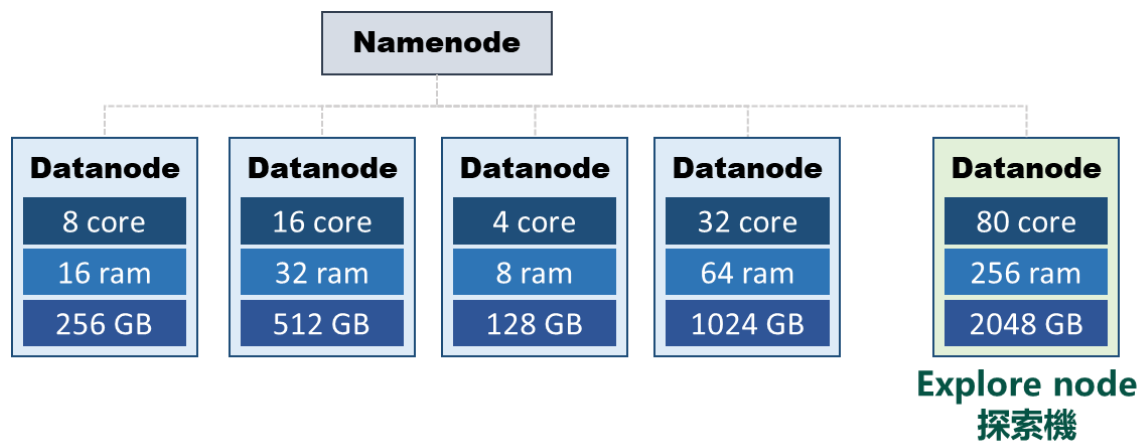 Namenode
Datanode
8 core
16 ram
256 GB
Datanode
16 core
32 ram
512 GB
Datanode
4 core
8 ram
128 GB
Datanode
32 core
64 ram
1024 GB
Datanode
80 core
256 ram
2048 GB
Explore node
探索機